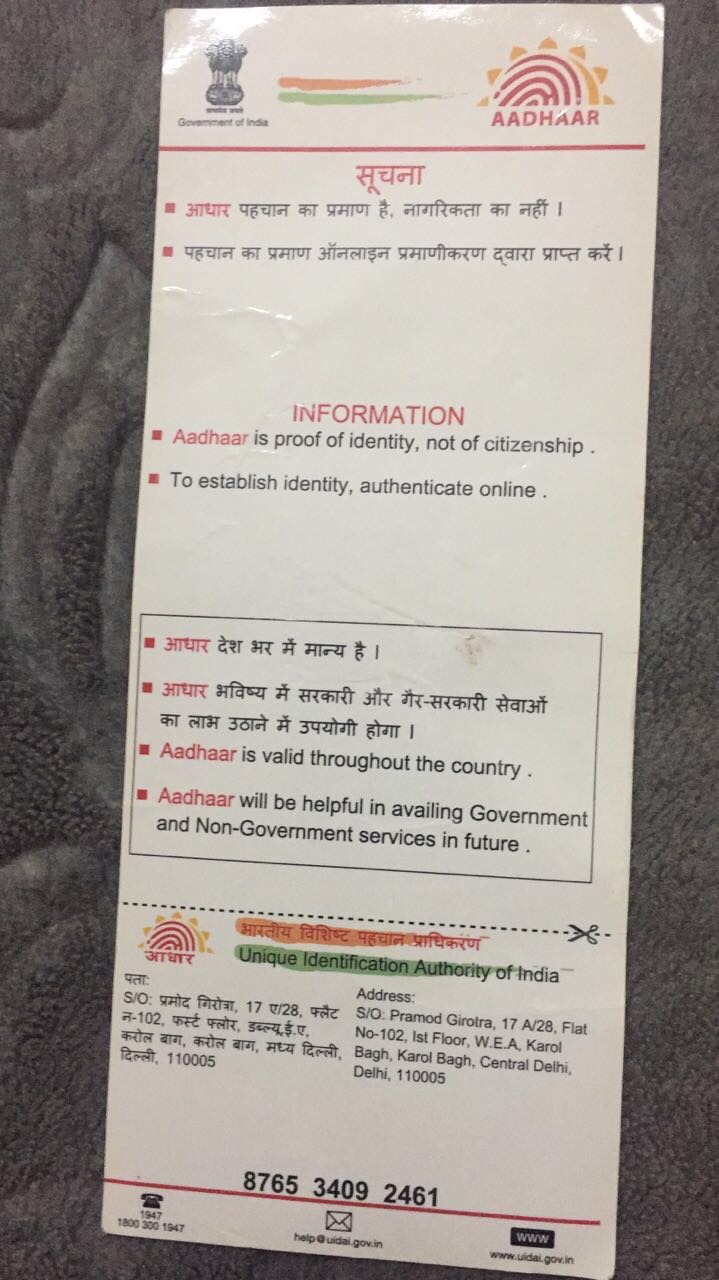 सत्यमेव जयते
Government of India
AADHAAR
सूचना
आधार पहचान का प्रमाण है, नागरिकता का नहीं ।
पहचान का प्रमाण ऑनलाइन प्रमाणीकरण द्वारा प्राप्त करें ।
INFORMATION
Aadhaar is proof of identity, not of citizenship .
To establish identity, authenticate online .
आधार देश भर में मान्य है ।
आधार भविष्य में सरकारी और गैर-सरकारी सेवाओं
का लाभ उठाने में उपयोगी होगा ।
Aadhaar is valid throughout the country .
Aadhaar will be helpful in availing Government
and Non-Government services in future .
आधार
भारतीय विशिष्ट पहचान प्राधिकरण
Unique Identification Authority of India
पता:
S/O: प्रमोद गिरोत्रा, 17 ए/28, फ्लैट
न-102, फर्स्ट फ्लोर, डब्ल्यू.ई.ए,
करोल बाग, करोल बाग, मध्य दिल्ली,
दिल्ली, 110005
Address:
S/O: Pramod Girotra, 17 A/28, Flat
No-102, Ist Floor, W.E.A, Karol
Bagh, Karol Bagh, Central Delhi,
Delhi, 110005
8765 3409 2461
1947
1800 300 1947
help@uidai.gov.in
www
www.uidai.gov.in